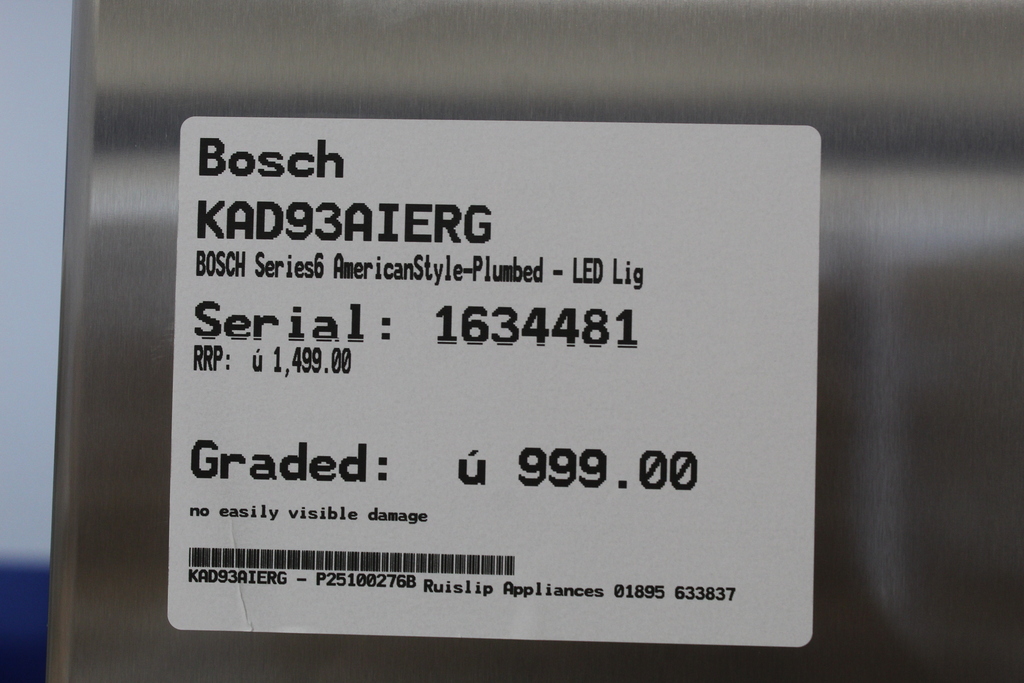 Bosch
KAD93AIERG
BOSCH Series6 AmericanStyle-Plumbed - LED Lig
Serial: 1634481
RRP: ú 1,499.00
Graded: ú 999.00
no easily visible damage
KAD93AIERG - P25100276B Ruislip Appliances 01895 633837